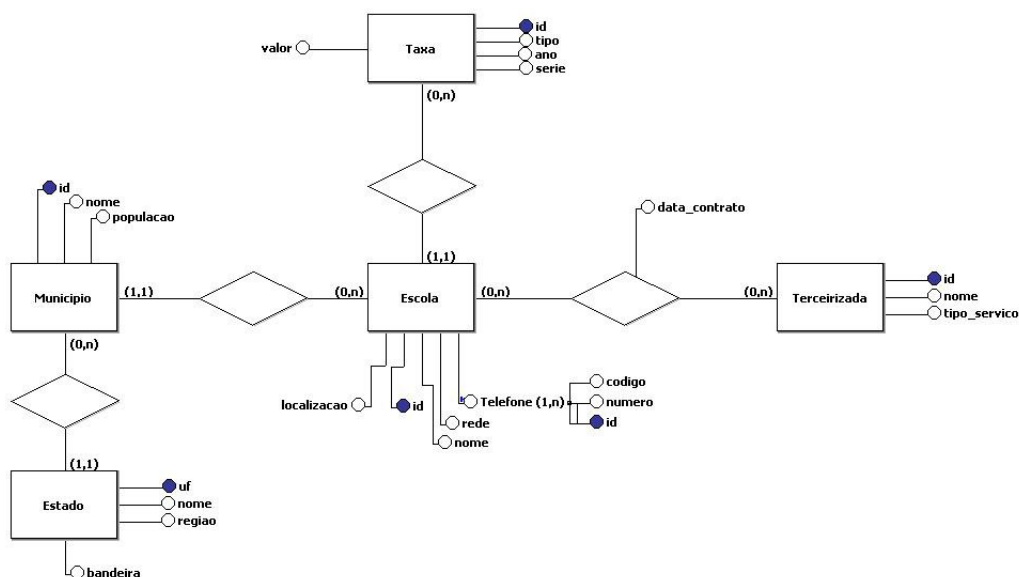 id
tipo
valor
Taxa
ano
serie
(0,n)
id
nome
populacao
data_contrato
(1,1)
Municipio
(1,1)
(0,n)
Escola
(0,n)
(0,n)
Terceirizada
id
nome
tipo_servico
(0,n)
codigo
localizacao
id
Telefone (1,n)
numero
rede
id
nome
(1,1)
Estado
uf
nome
regiao
bandeira